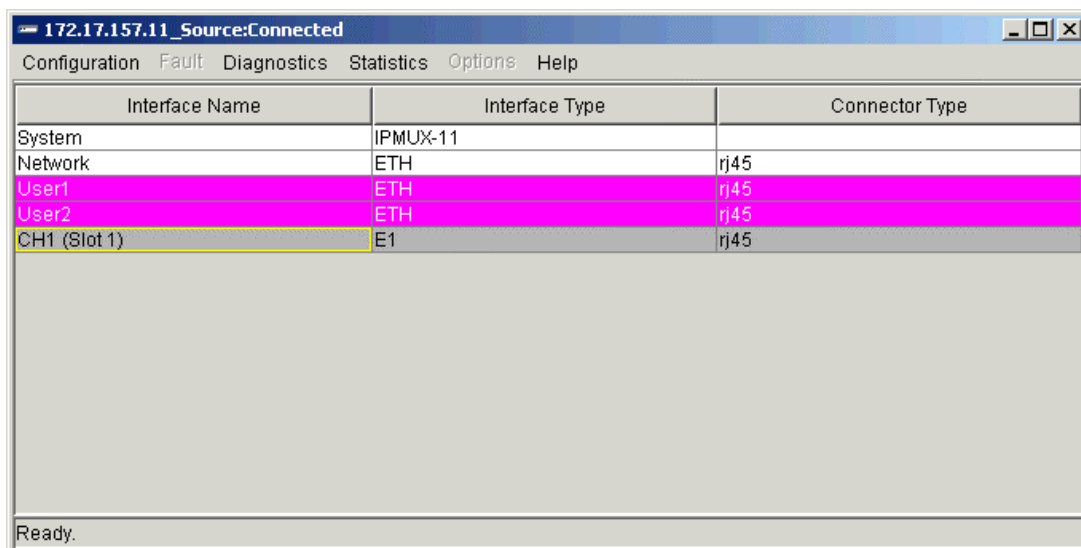 172.17.157.11_Source:Connected
Configuration Fault Diagnostics Statistics Options Help
Interface Name Interface Type Connector Type
System IPMUX-11
Network ETH rj45
User1 ETH rj45
User2 ETH rj45
CH1 (Slot 1) E1 rj45
Ready.